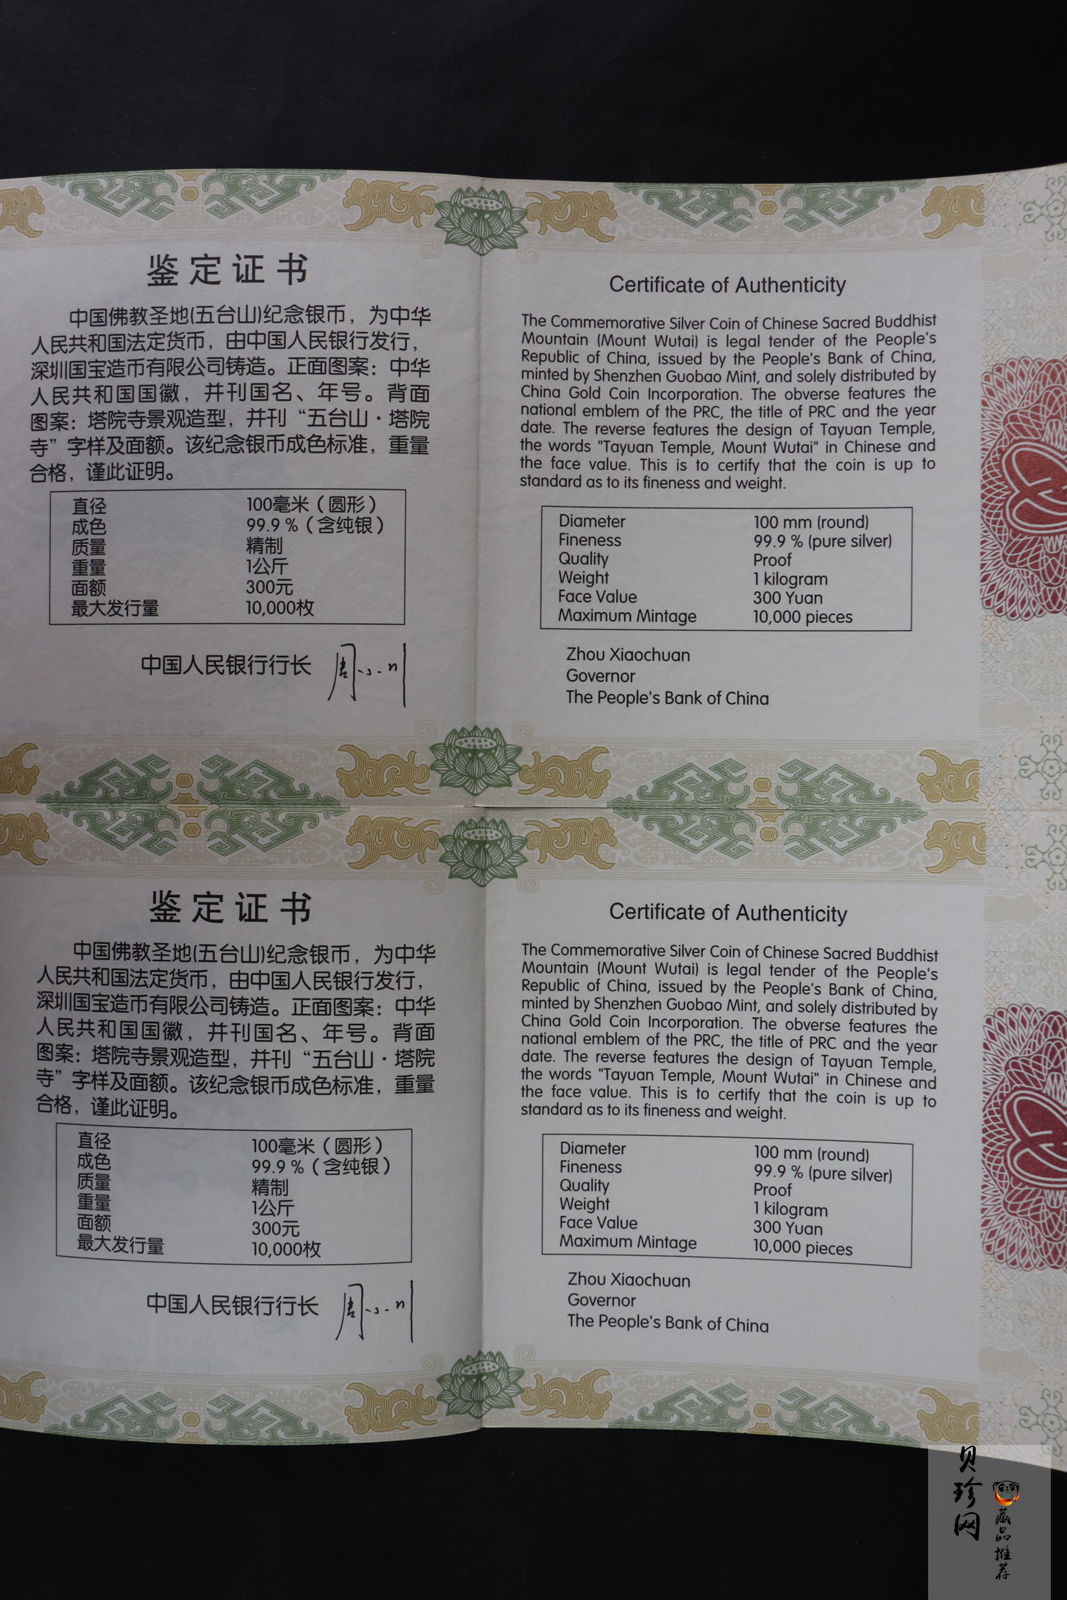 鉴定证书
中国佛教圣地(五台山)纪念银币，为中华
人民共和国法定货币，由中国人民银行发行，
深圳国宝造币有限公司铸造。正面图案：中华
人民共和国国徽，并刊国名、年号。背面
图案：塔院寺景观造型，并刊“五台山·塔院
寺”字样及面额。该纪念银币成色标准，重量
合格，谨此证明。
直径 100毫米（圆形）
成色 99.9％（含纯银）
质量 精制
重量 1公斤
面额 300元
最大发行量 10,000枚
中国人民银行行长 周小川
Certificate of Authenticity
The Commemorative Silver Coin of Chinese Sacred Buddhist
Mountain (Mount Wutai) is legal tender of the People's
Republic of China, issued by the People's Bank of China,
minted by Shenzhen Guobao Mint, and solely distributed by
China Gold Coin Incorporation. The obverse features the
national emblem of the PRC, the title of PRC and the year
date. The reverse features the design of Tayuan Temple,
the words "Tayuan Temple, Mount Wutai" in Chinese and
the face value. This is to certify that the coin is up to
standard as to its fineness and weight.
Diameter 100 mm (round)
Fineness 99.9 % (pure silver)
Quality Proof
Weight 1 kilogram
Face Value 300 Yuan
Maximum Mintage 10,000 pieces
Zhou Xiaochuan
Governor
The People's Bank of China
鉴定证书
中国佛教圣地(五台山)纪念银币，为中华
人民共和国法定货币，由中国人民银行发行，
深圳国宝造币有限公司铸造。正面图案：中华
人民共和国国徽，并刊国名、年号。背面
图案：塔院寺景观造型，并刊“五台山·塔院
寺”字样及面额。该纪念银币成色标准，重量
合格，谨此证明。
直径 100毫米（圆形）
成色 99.9％（含纯银）
质量 精制
重量 1公斤
面额 300元
最大发行量 10,000枚
中国人民银行行长 周小川
Certificate of Authenticity
The Commemorative Silver Coin of Chinese Sacred Buddhist
Mountain (Mount Wutai) is legal tender of the People's
Republic of China, issued by the People's Bank of China,
minted by Shenzhen Guobao Mint, and solely distributed by
China Gold Coin Incorporation. The obverse features the
national emblem of the PRC, the title of PRC and the year
date. The reverse features the design of Tayuan Temple,
the words "Tayuan Temple, Mount Wutai" in Chinese and
the face value. This is to certify that the coin is up to
standard as to its fineness and weight.
Diameter 100 mm (round)
Fineness 99.9 % (pure silver)
Quality Proof
Weight 1 kilogram
Face Value 300 Yuan
Maximum Mintage 10,000 pieces
Zhou Xiaochuan
Governor
The People's Bank of China
贝珍网
藏品推荐